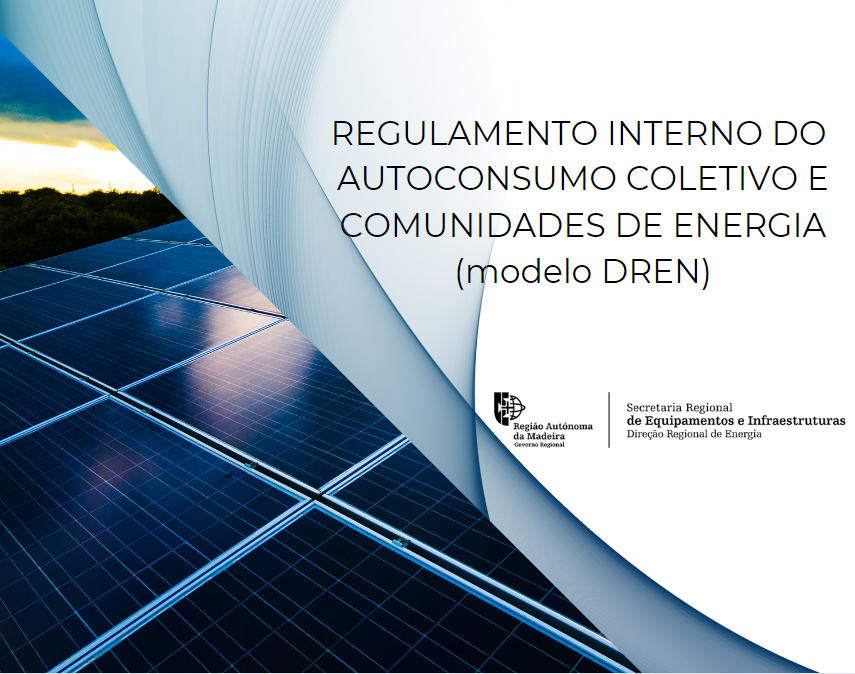 REGULAMENTO INTERNO DO
AUTOCONSUMO COLETIVO E
COMUNIDADES DE ENERGIA
(modelo DREN)
Região Autónoma
da Madeira
Governo Regional
Secretaria Regional
de Equipamentos e Infraestruturas
Direção Regional de Energia